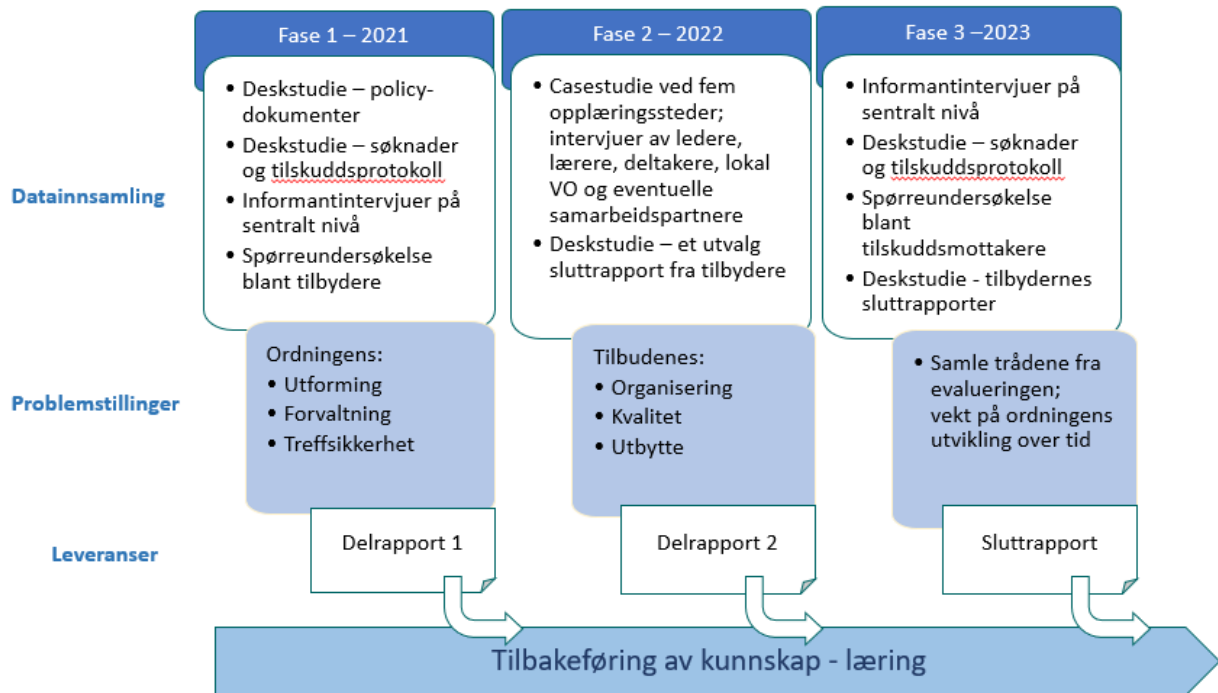 Fase 1 – 2021
Fase 2 – 2022
Fase 3 –2023
Datainnsamling
• Deskstudie – policy-
dokumenter
• Deskstudie – søknader
og tilskuddsprotokoll
• Informantintervjuer på
sentralt nivå
• Spørreundersøkelse
blant tilbydere
• Casestudie ved fem
opplæringssteder;
intervjuer av ledere,
lærere, deltakere, lokal
VO og eventuelle
samarbeidspartnere
• Deskstudie – et utvalg
sluttrapport fra tilbydere
• Informantintervjuer på
sentralt nivå
• Deskstudie – søknader
og tilskuddsprotokoll
• Spørreundersøkelse
blant
tilskuddsmottakere
• Deskstudie - tilbydernes
sluttrapporter
Problemstillinger
Ordningens:
• Utforming
• Forvaltning
• Treffsikkerhet
Tilbudenes:
• Organisering
• Kvalitet
• Utbytte
• Samle trådene fra
evalueringen;
vekt på ordningens
utvikling over tid
Leveranser
Delrapport 1
Delrapport 2
Sluttrapport
Tilbakeføring av kunnskap - læring